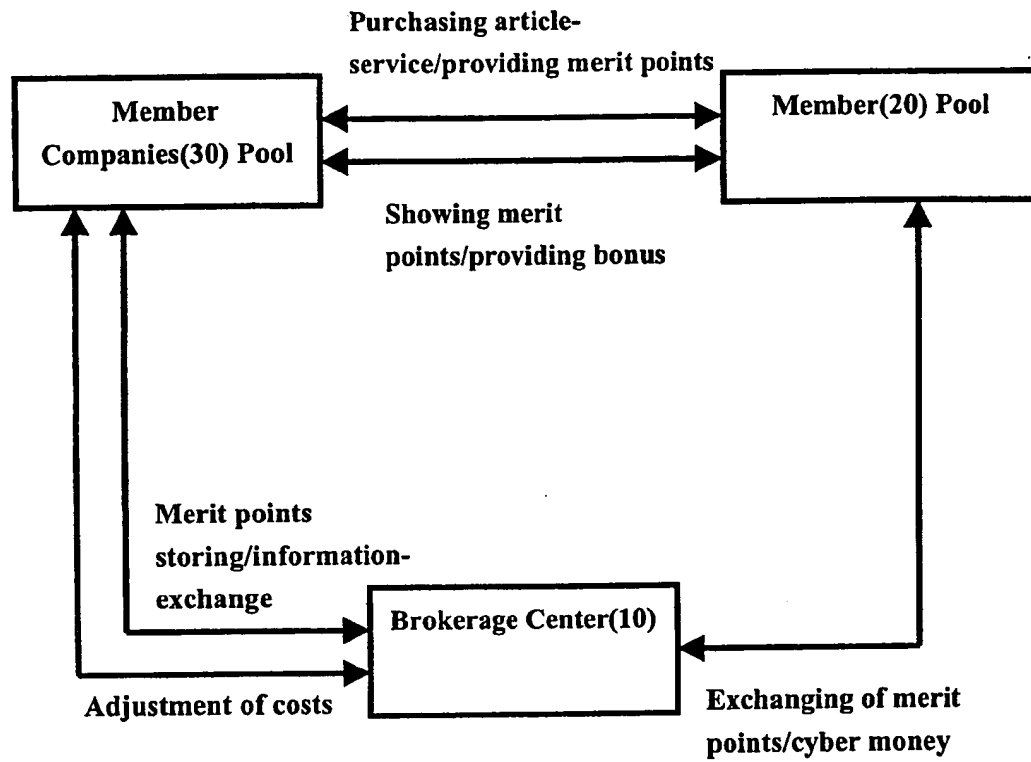 Purchasing article-
service/providing merit points
Member
Companies(30) Pool
Member(20) Pool
Showing merit
points/providing bonus
Merit points
storing/information-
exchange
Brokerage Center(10)
Adjustment of costs
Exchanging of merit
points/cyber money